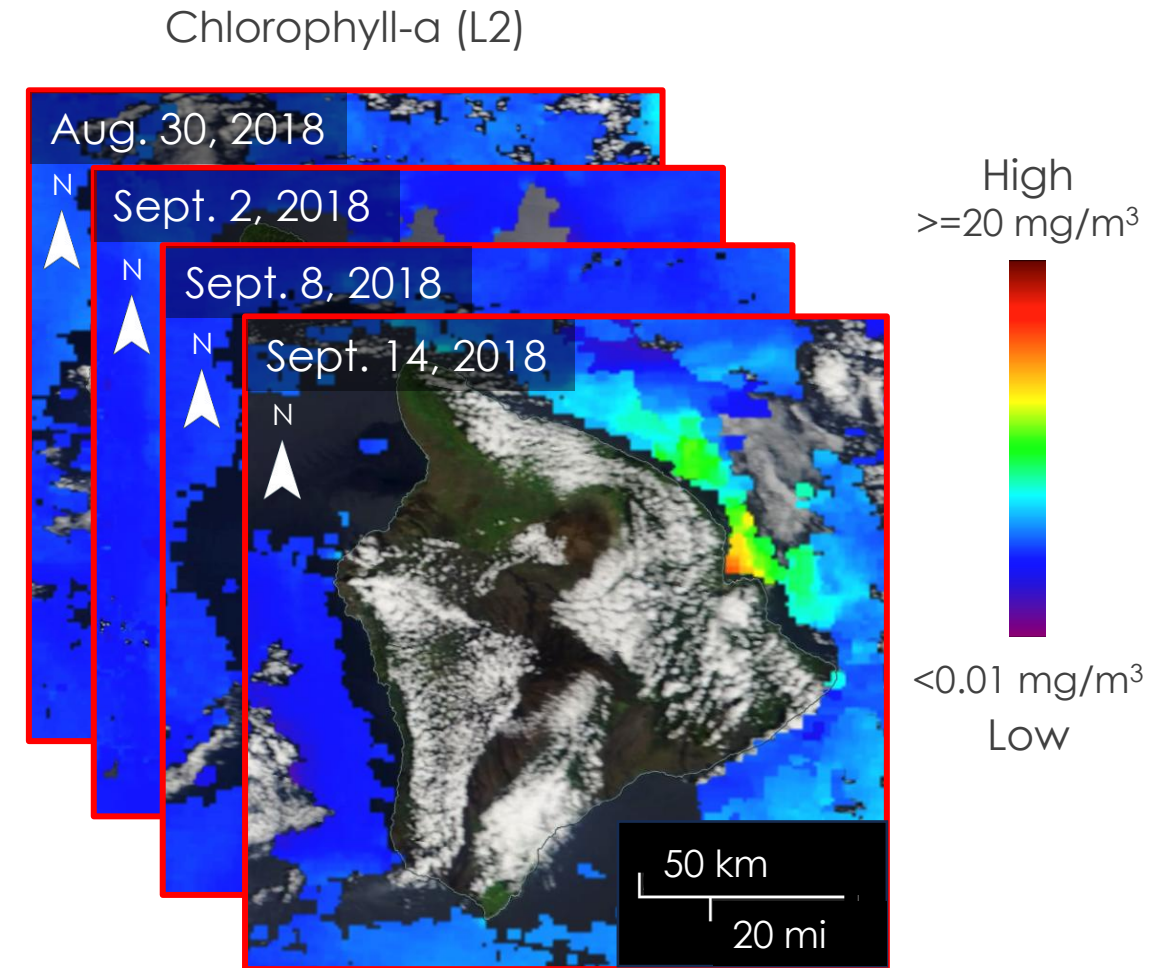 Chlorophyll-a (L2)
Aug. 30, 2018
N
Sept. 2, 2018
N
Sept. 8, 2018
N
Sept. 14, 2018
N
50 km
20 mi
High
>=20 mg/m³
<0.01 mg/m³
Low